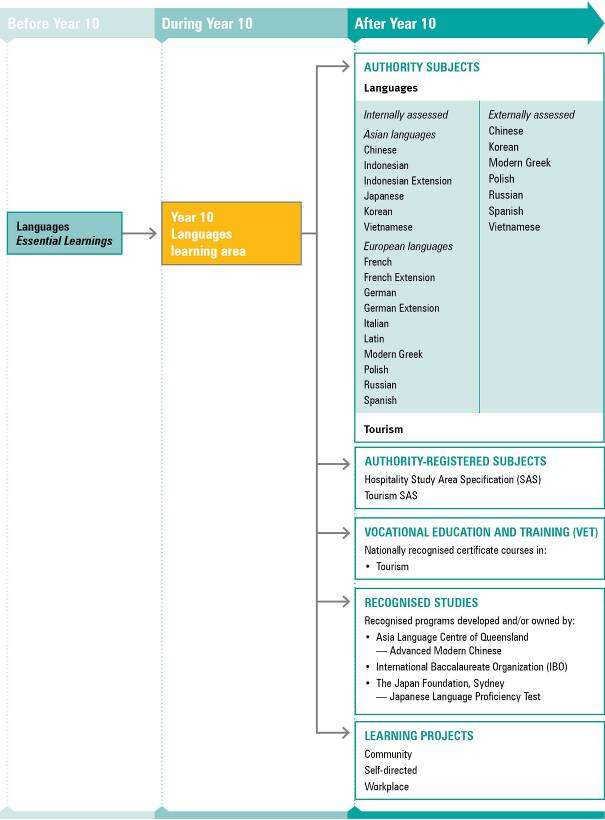 Before Year 10
During Year 10
After Year 10
Languages
Essential Learnings
Year 10
Languages
learning area
AUTHORITY SUBJECTS
Languages
Internally assessed
Asian languages
Chinese
Indonesian
Indonesian Extension
Japanese
Korean
Vietnamese
European languages
French
French Extension
German
German Extension
Italian
Latin
Modern Greek
Polish
Russian
Spanish
Externally assessed
Chinese
Korean
Modern Greek
Polish
Russian
Spanish
Vietnamese
Tourism
AUTHORITY-REGISTERED SUBJECTS
Hospitality Study Area Specification (SAS)
Tourism SAS
VOCATIONAL EDUCATION AND TRAINING (VET)
Nationally recognised certificate courses in:
• Tourism
RECOGNISED STUDIES
Recognised programs developed and/or owned by:
• Asia Language Centre of Queensland
— Advanced Modern Chinese
• International Baccalaureate Organization (IBO)
• The Japan Foundation, Sydney
— Japanese Language Proficiency Test
LEARNING PROJECTS
Community
Self-directed
Workplace